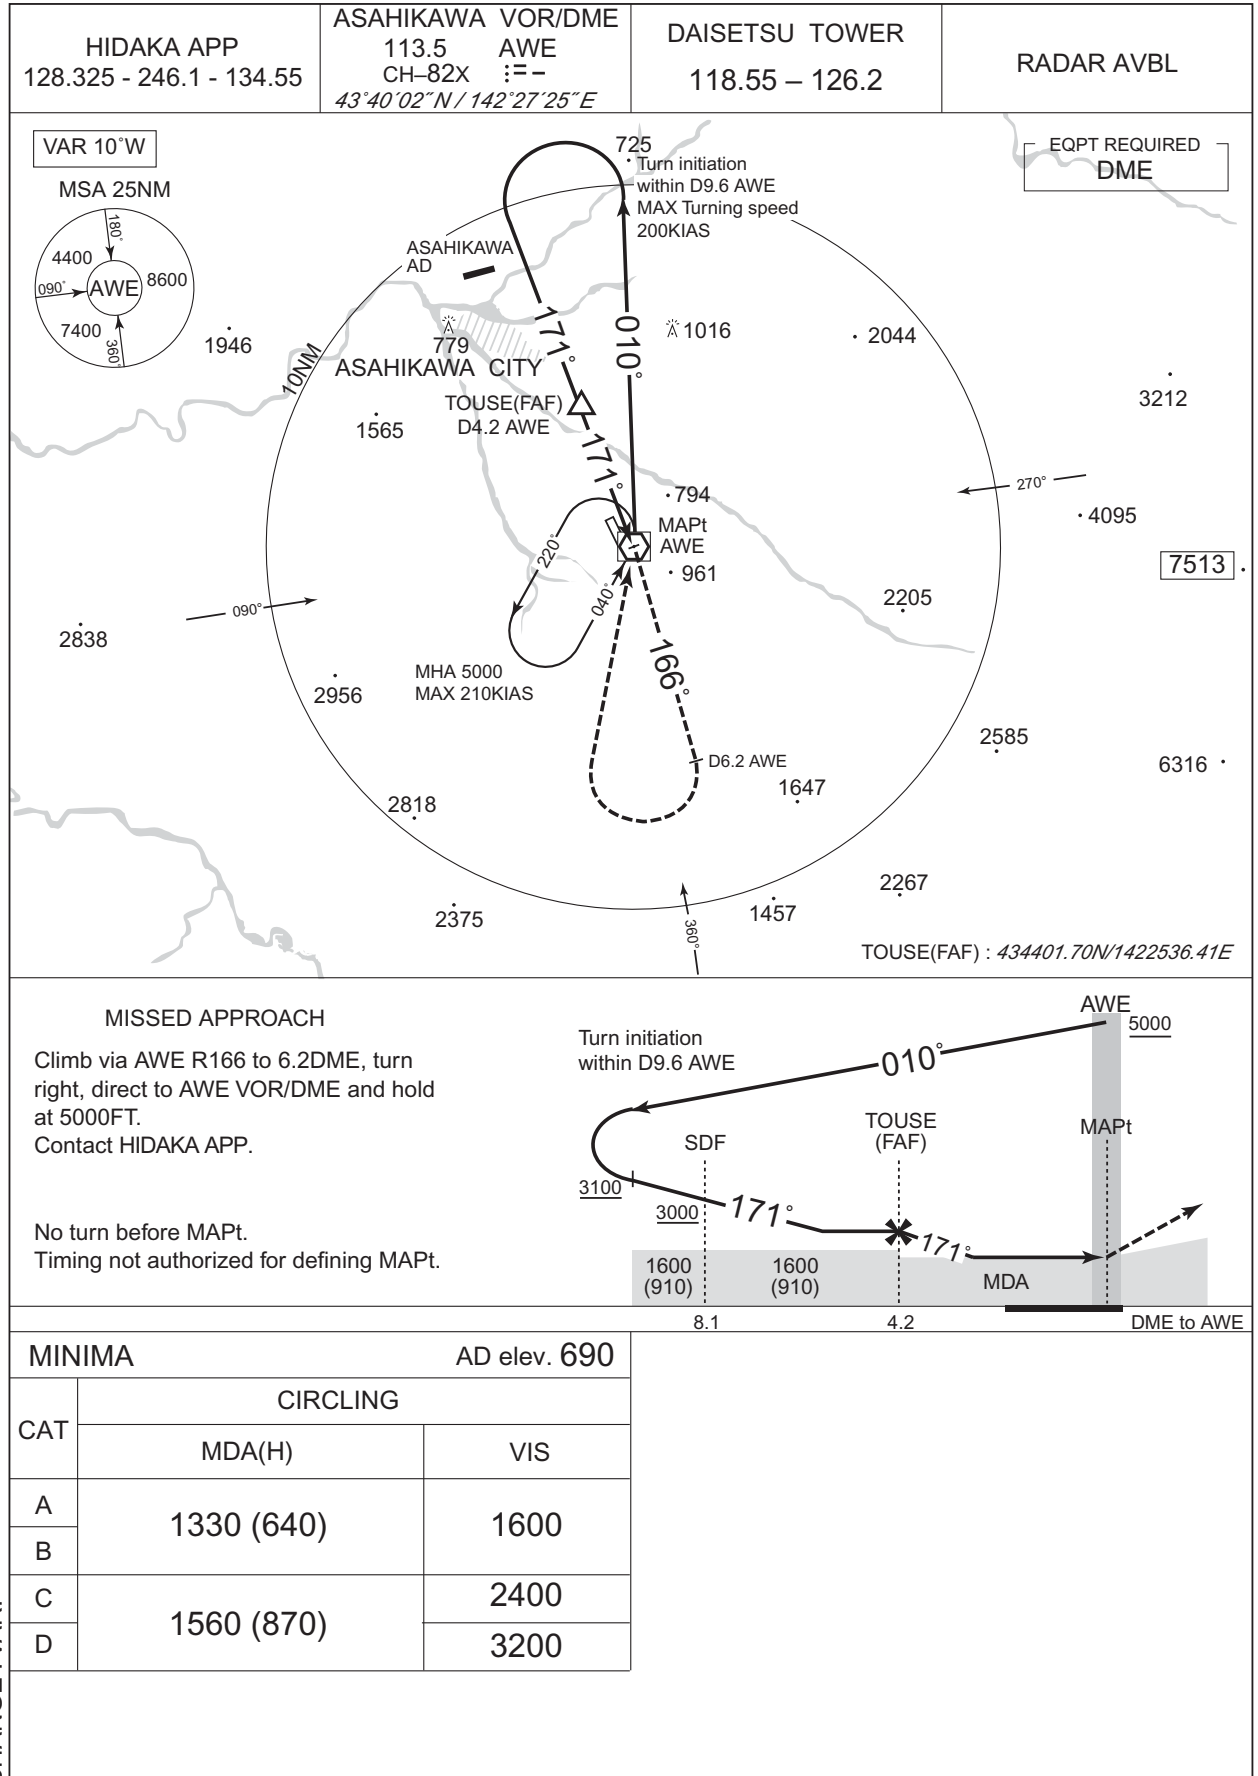 HIDAKA APP
128.325 - 246.1 - 134.55
ASAHIKAWA VOR/DME
113.5 AWE
CH–82X
43˚40´02˝N / 142˚27´25˝E
DAISETSU TOWER
118.55 – 126.2
RADAR AVBL
VAR 10˚W
MSA 25NM
180˚
4400
8600
090˚
AWE
7400
360˚
EQPT REQUIRED
DME
725
Turn initiation
within D9.6 AWE
MAX Turning speed
200KIAS
ASAHIKAWA
AD
1946
10NM
779
ASAHIKAWA CITY
171˚
010˚
1016
2044
3212
TOUSE(FAF)
D4.2 AWE
1565
171˚
794
270˚
4095
MAPt
AWE
961
7513
220˚
040˚
090˚
2205
2838
166˚
MHA 5000
MAX 210KIAS
2956
2585
D6.2 AWE
6316
1647
2818
2267
2375
1457
360˚
TOUSE(FAF) : 434401.70N/1422536.41E
MISSED APPROACH
Climb via AWE R166 to 6.2DME, turn
right, direct to AWE VOR/DME and hold
at 5000FT.
Contact HIDAKA APP.
No turn before MAPt.
Timing not authorized for defining MAPt.
AWE
5000
Turn initiation
within D9.6 AWE
010˚
TOUSE
(FAF)
MAPt
SDF
3100
3000
171˚
171˚
1600
(910)
1600
(910)
MDA
8.1
4.2
DME to AWE
MINIMA
AD elev. 690
CAT
CIRCLING
MDA(H)
VIS
A
B
1330 (640)
1600
C
D
1560 (870)
2400
3200